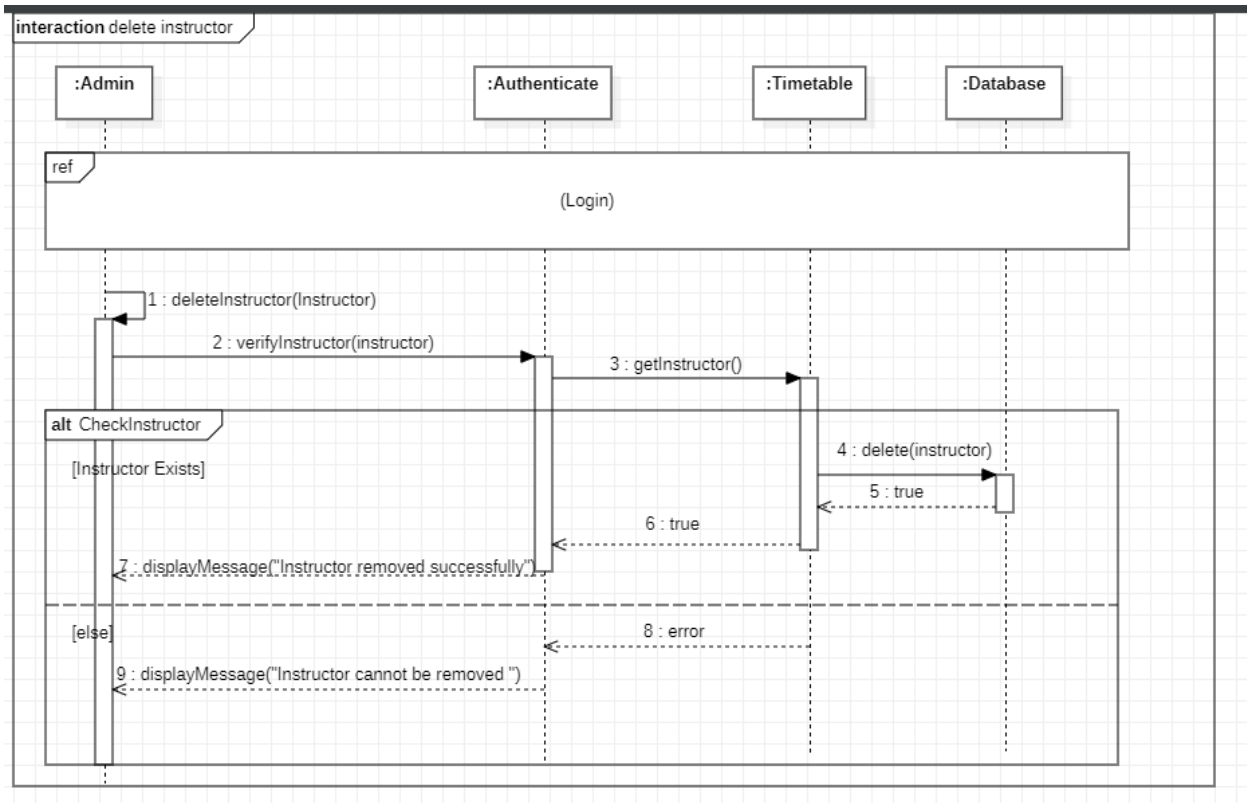 interaction delete instructor
:Admin
:Authenticate
:Timetable
:Database
ref
(Login)
1 : deleteInstructor(Instructor)
2 : verifyInstructor(instructor)
3 : getInstructor()
alt CheckInstructor
[Instructor Exists]
4 : delete(instructor)
5 : true
6 : true
7 : displayMessage("Instructor removed successfully")
[else]
8 : error
9 : displayMessage("Instructor cannot be removed ")